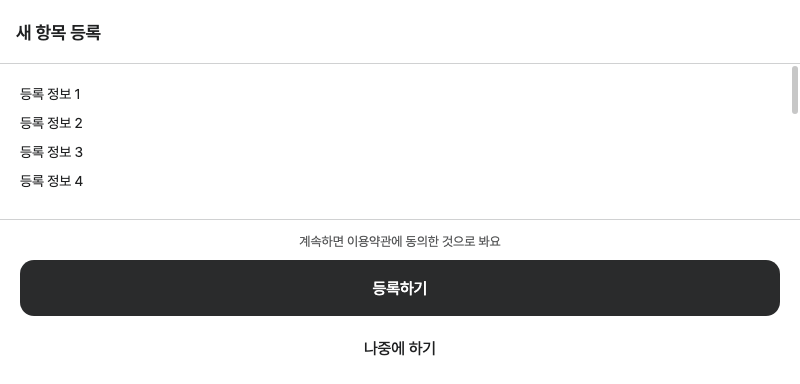 새 항목 등록
등록 정보 1
등록 정보 2
등록 정보 3
등록 정보 4
계속하면 이용약관에 동의한 것으로 봐요
등록하기
나중에 하기